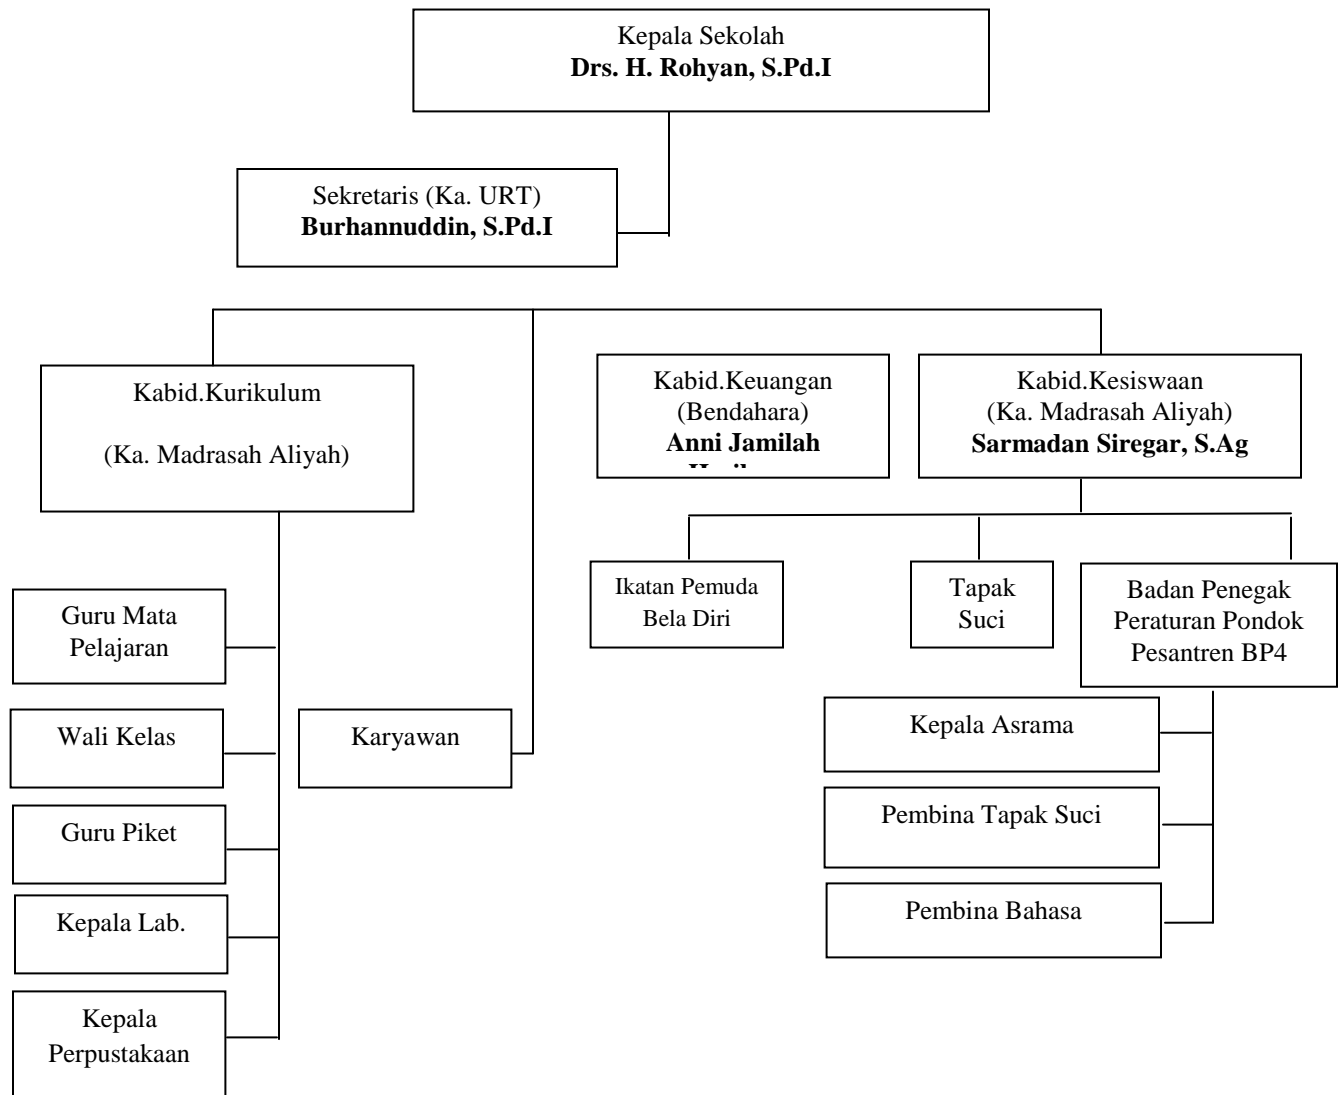 Kepala Sekolah
Drs. H. Rohyan, S.Pd.I
Sekretaris (Ka. URT)
Burhannuddin, S.Pd.I
Kabid.Kurikulum
(Ka. Madrasah Aliyah)
Kabid.Keuangan
(Bendahara)
Anni Jamilah
Kabid.Kesiswaan
(Ka. Madrasah Aliyah)
Sarmadan Siregar, S.Ag
Ikatan Pemuda
Bela Diri
Tapak
Suci
Badan Penegak
Peraturan Pondok
Pesantren BP4
Guru Mata
Pelajaran
Wali Kelas
Karyawan
Guru Piket
Kepala Lab.
Kepala
Perpustakaan
Kepala Asrama
Pembina Tapak Suci
Pembina Bahasa